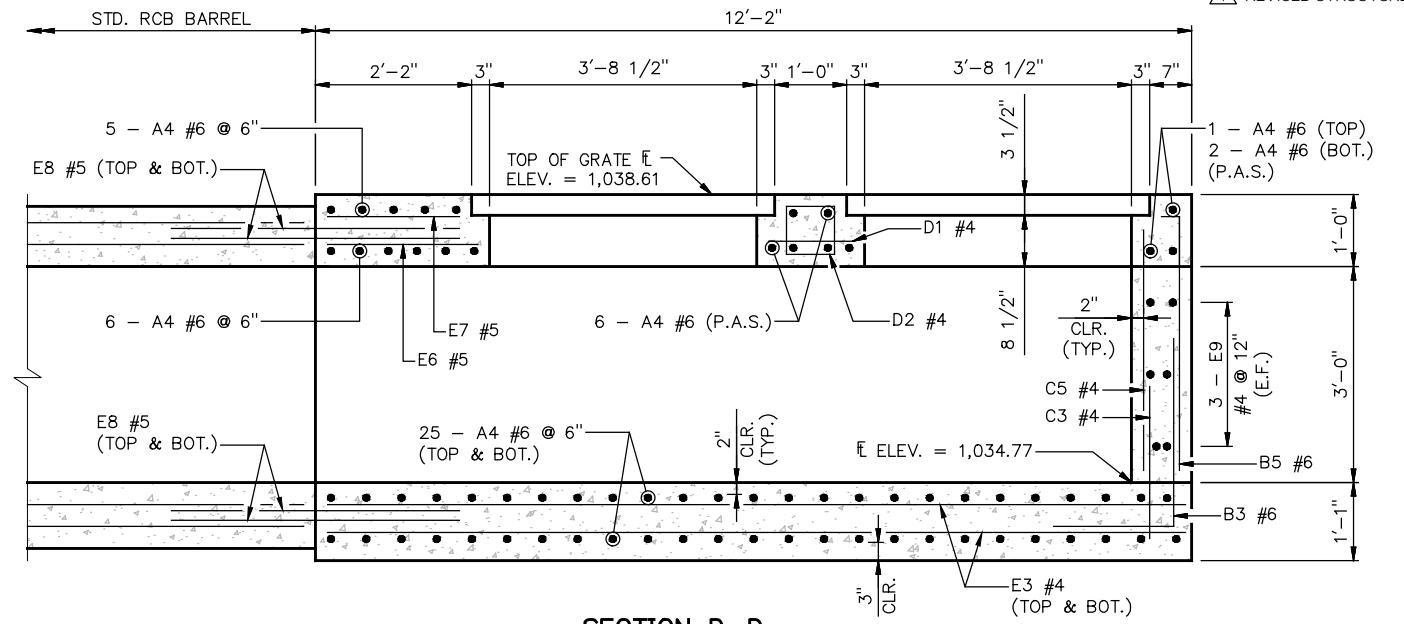 STD. RCB BARREL
12'-2"
2'-2"
3"
3'-8 1/2"
3"
1'-0"
3"
3'-8 1/2"
3"
7"
5 - A4 #6 @ 6"
E8 #5 (TOP & BOT.)
TOP OF GRATE ℄
ELEV. = 1,038.61
3 1/2"
1 - A4 #6 (TOP)
2 - A4 #6 (BOT.)
(P.A.S.)
D1 #4
1'-0"
6 - A4 #6 @ 6"
E7 #5
E6 #5
6 - A4 #6 (P.A.S.)
D2 #4
8 1/2"
2"
CLR.
(TYP.)
3 - E9
#4 @ 12"
(E.F.)
3'-0"
C5 #4
C3 #4
E8 #5
(TOP & BOT.)
25 - A4 #6 @ 6"
(TOP & BOT.)
2"
CLR.
(TYP.)
℄ ELEV. = 1,034.77
B5 #6
B3 #6
1'-1"
3"
CLR.
E3 #4
(TOP & BOT.)